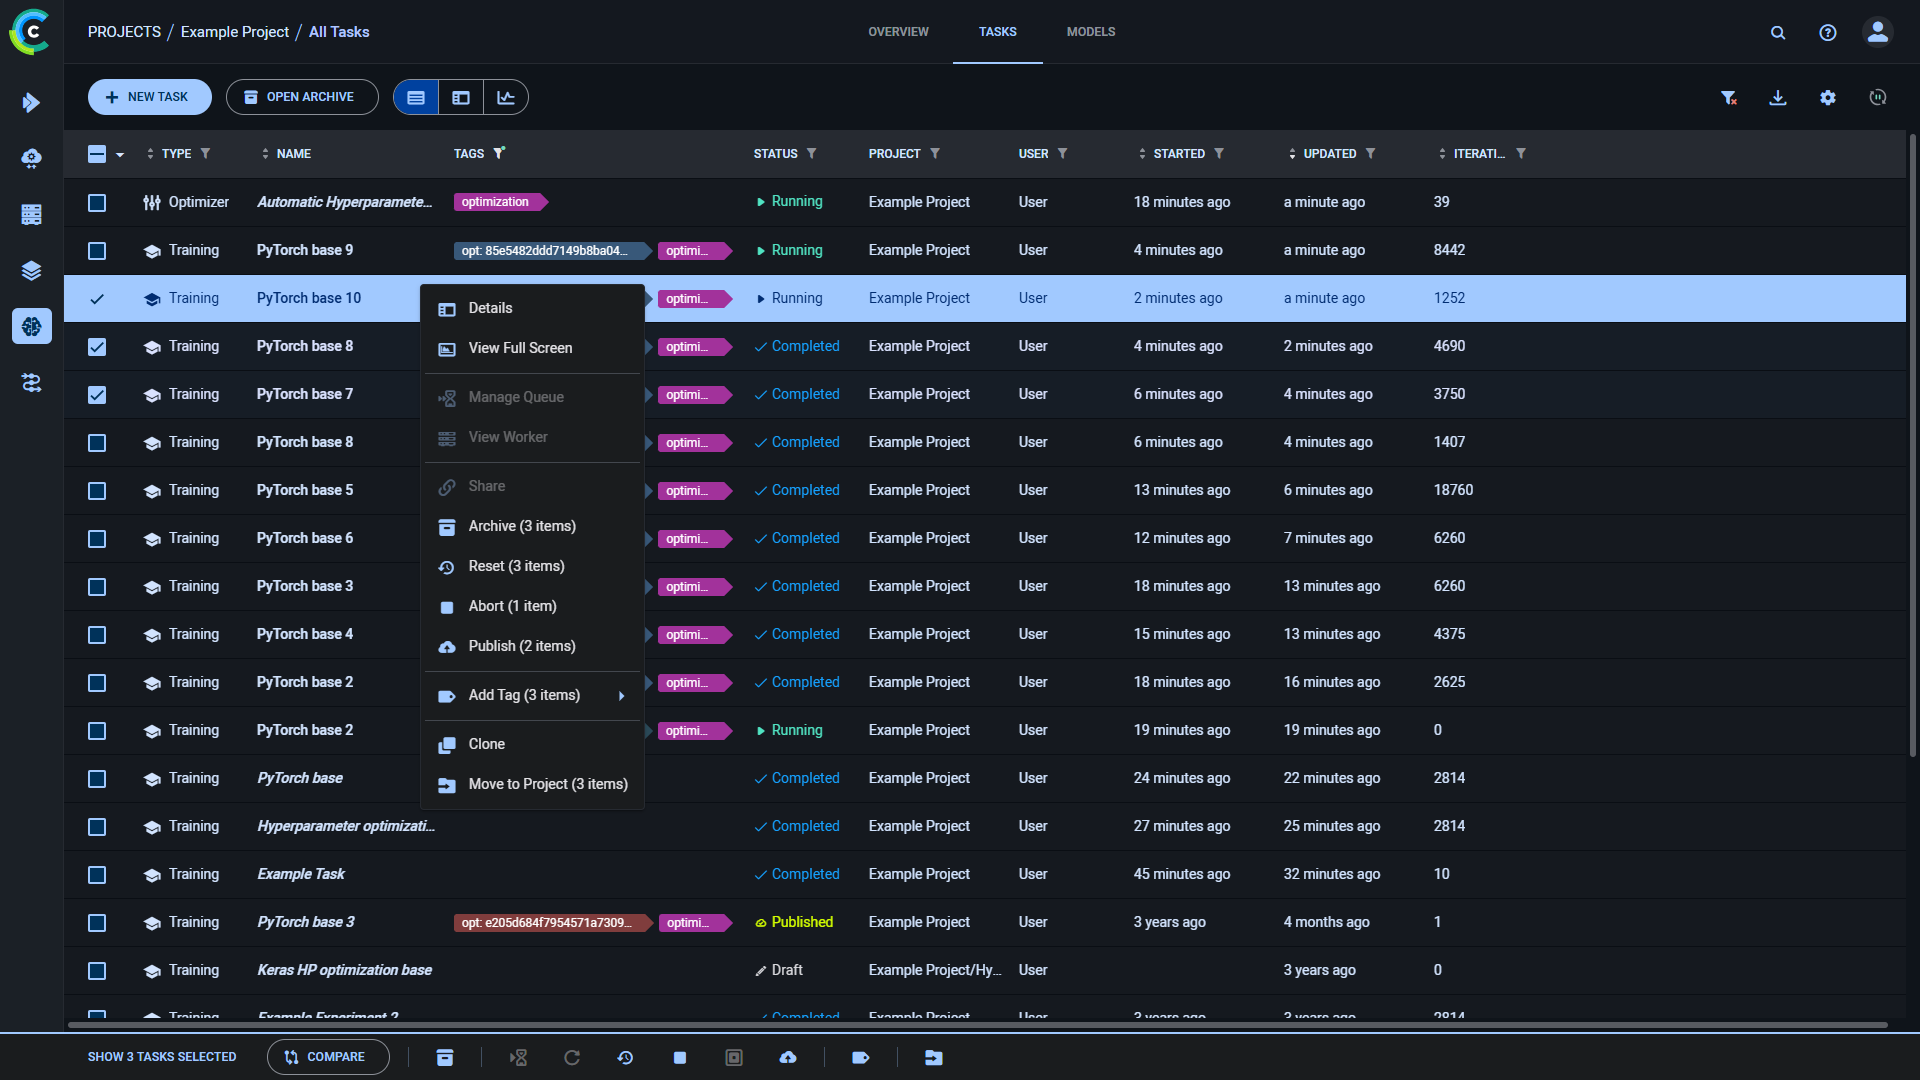 PROJECTS / Example Project / All Tasks
OVERVIEW TASKS MODELS
NEW TASK OPEN ARCHIVE
TYPE NAME TAGS STATUS PROJECT USER STARTED UPDATED ITERATI...
Optimizer Automatic Hyperparamete... optimization Running Example Project User 18 minutes ago a minute ago 39
Training PyTorch base 9 opt: 85e5482ddd7149b8ba04... optimi... Running Example Project User 4 minutes ago a minute ago 8442
Training PyTorch base 10 optimi... Running Example Project User 2 minutes ago a minute ago 1252
Training PyTorch base 8 optimi... Completed Example Project User 4 minutes ago 2 minutes ago 4690
Training PyTorch base 7 optimi... Completed Example Project User 6 minutes ago 4 minutes ago 3750
Training PyTorch base 8 optimi... Completed Example Project User 6 minutes ago 4 minutes ago 1407
Training PyTorch base 5 optimi... Completed Example Project User 13 minutes ago 6 minutes ago 18760
Training PyTorch base 6 optimi... Completed Example Project User 12 minutes ago 7 minutes ago 6260
Training PyTorch base 3 optimi... Completed Example Project User 18 minutes ago 13 minutes ago 6260
Training PyTorch base 4 optimi... Completed Example Project User 15 minutes ago 13 minutes ago 4375
Training PyTorch base 2 optimi... Completed Example Project User 18 minutes ago 16 minutes ago 2625
Training PyTorch base 2 optimi... Running Example Project User 19 minutes ago 19 minutes ago 0
Training PyTorch base Completed Example Project User 24 minutes ago 22 minutes ago 2814
Training Hyperparameter optimizati... Completed Example Project User 27 minutes ago 25 minutes ago 2814
Training Example Task Completed Example Project User 45 minutes ago 32 minutes ago 10
Training PyTorch base 3 opt: e205d684f7954571a7309... optimi... Published Example Project User 3 years ago 4 months ago 1
Training Keras HP optimization base Draft Example Project/Hy... User 3 years ago 0
Training Example Experiment 2 Completed Example Project User 3 years ago 3 years ago 2814
Details
View Full Screen
Manage Queue
View Worker
Share
Archive (3 items)
Reset (3 items)
Abort (1 item)
Publish (2 items)
Add Tag (3 items)
Clone
Move to Project (3 items)
SHOW 3 TASKS SELECTED COMPARE